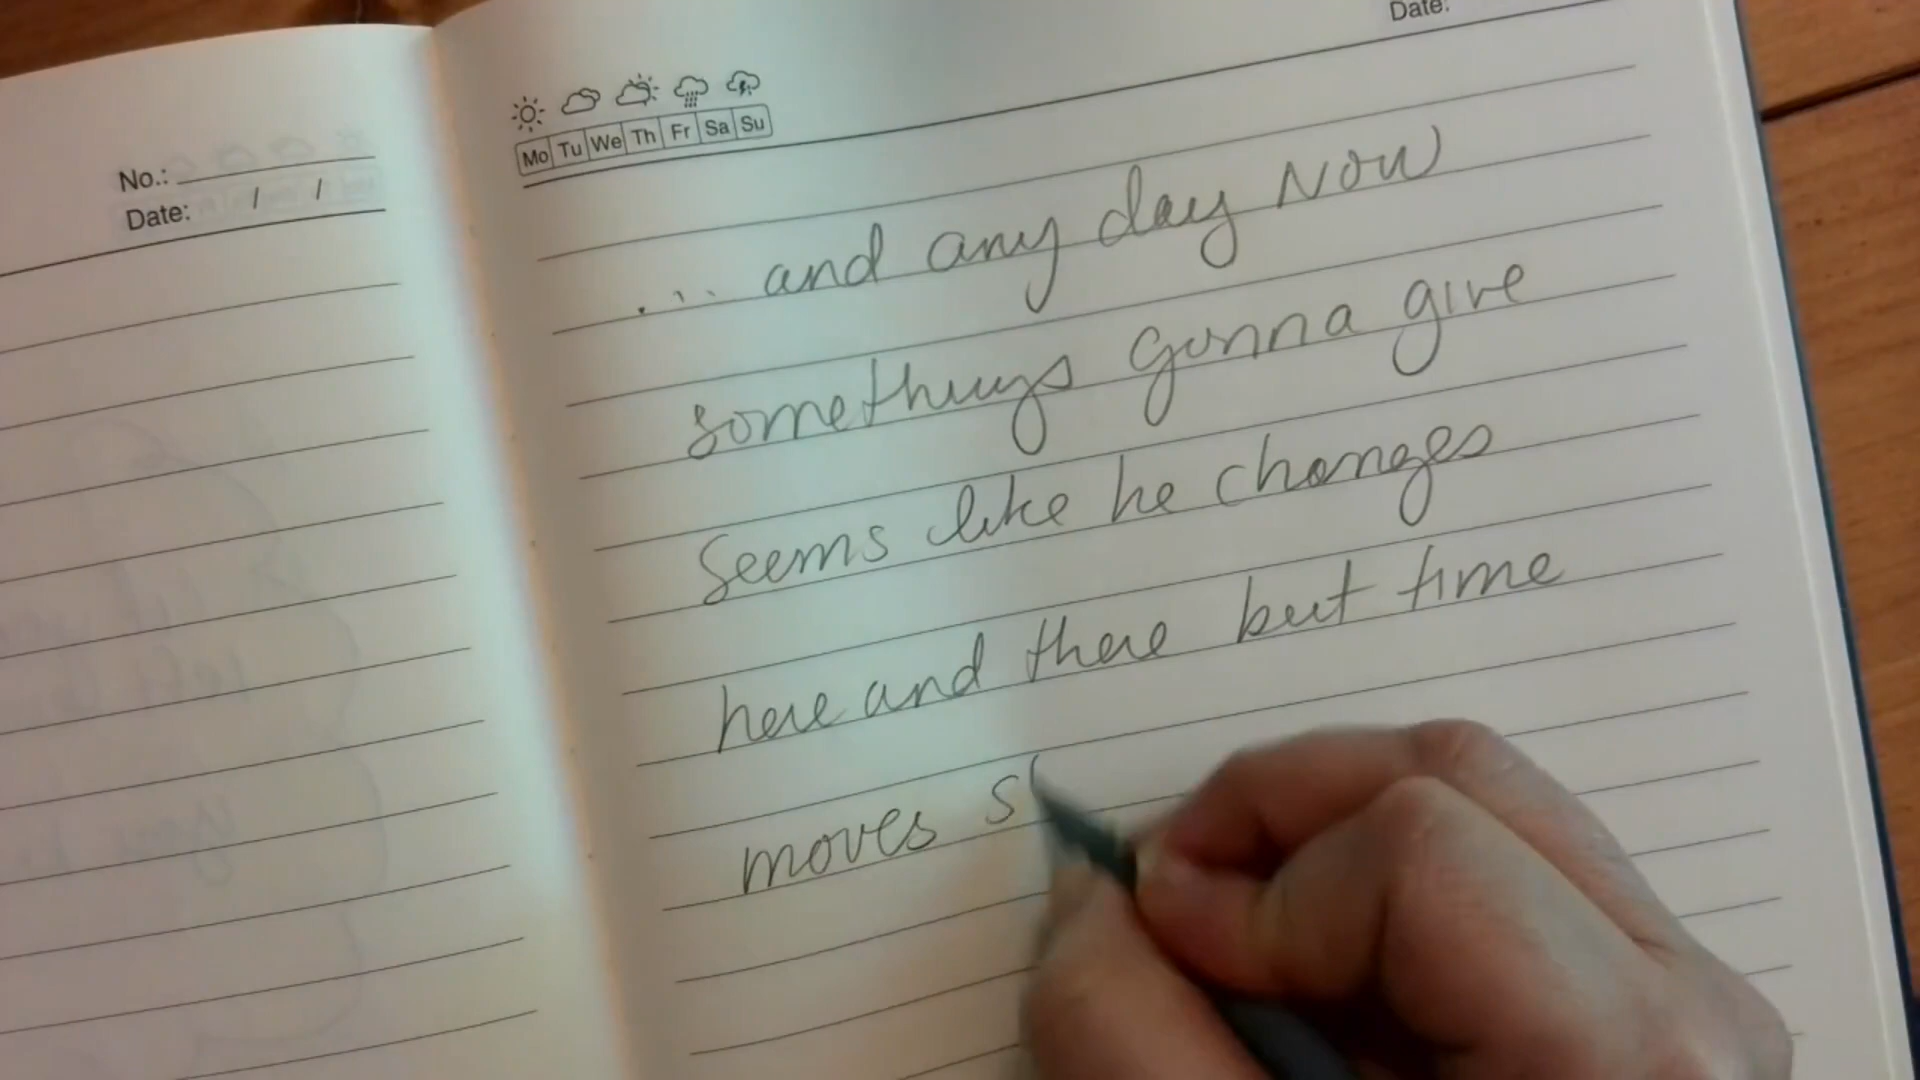 Date:
No.:
Date: / /
Mo Tu We Th Fr Sa Su
... and any day Now
somethings gonna give
Seems like he changes
here and there but time
moves sl